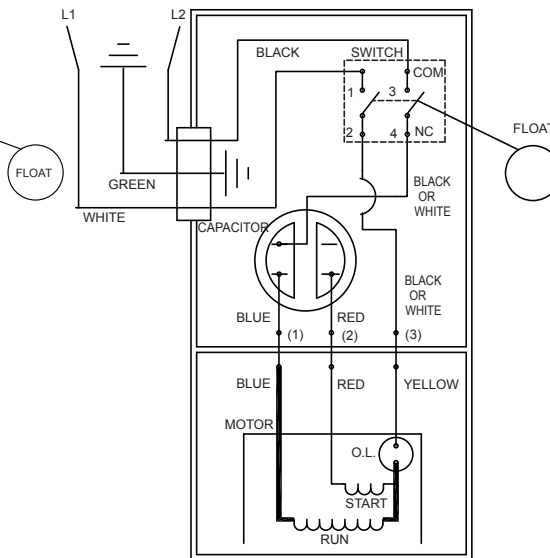 L1
L2
BLACK
SWITCH
COM
1
3
2
4
NC
FLOAT
FLOAT
GREEN
WHITE
CAPACITOR
BLACK
OR
WHITE
BLACK
OR
WHITE
BLUE
RED
(1)
(2)
(3)
BLUE
RED
YELLOW
MOTOR
O.L.
START
RUN